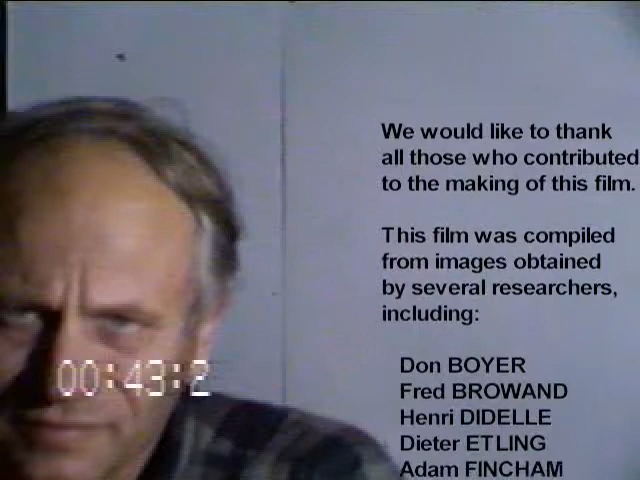 We would like to thank
all those who contributed
to the making of this film.
This film was compiled
from images obtained
by several researchers,
including:
Don BOYER
Fred BROWAND
Henri DIDELLE
Dieter ETLING
Adam FINCHAM
00:43:2